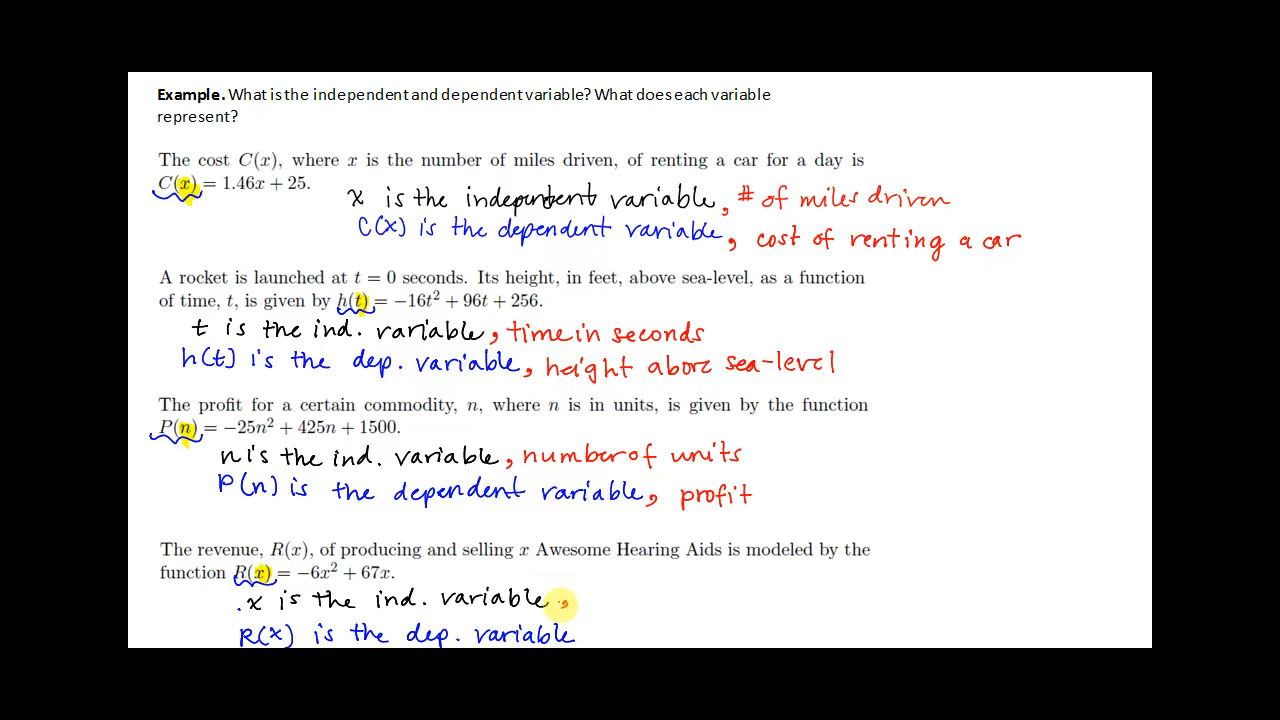 Example. What is the independent and dependent variable? What does each variable
represent?
The cost C(x), where x is the number of miles driven, of renting a car for a day is
C(x) = 1.46x + 25.
x is the independent variable, # of miles driven
C(x) is the dependent variable, cost of renting a car
A rocket is launched at t = 0 seconds. Its height, in feet, above sea-level, as a function
of time, t, is given by h(t) = −16t² + 96t + 256.
t is the ind. variable, time in seconds
h(t) is the dep. variable, height above sea-level
The profit for a certain commodity, n, where n is in units, is given by the function
P(n) = −25n² + 425n + 1500.
n is the ind. variable, number of units
P(n) is the dependent variable, profit
The revenue, R(x), of producing and selling x Awesome Hearing Aids is modeled by the
function R(x) = −6x² + 67x.
x is the ind. variable,
R(x) is the dep. variable